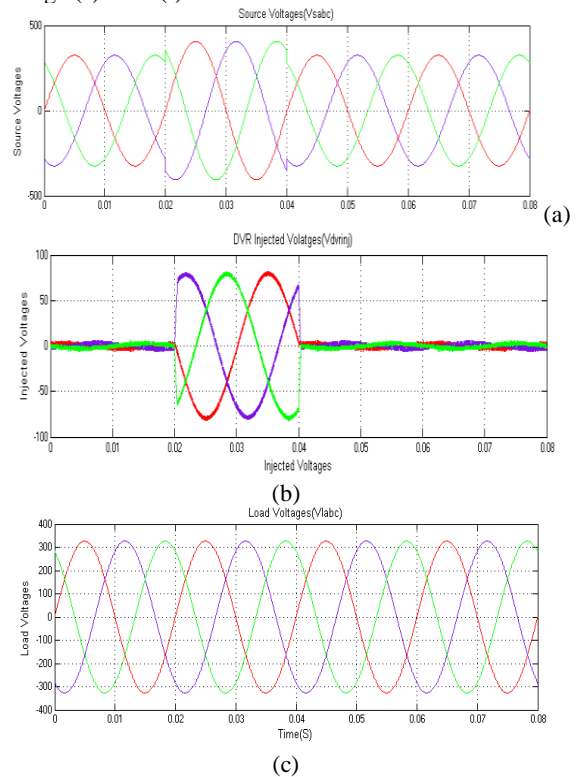 Source Voltages(Vsabc)
Source Voltages
500
0
-500
0 0.01 0.02 0.03 0.04 0.05 0.06 0.07 0.08
(a)
DVR Injected Volatges(Vdvrinj)
Injected Voltages
100
50
0
-50
-100
0 0.01 0.02 0.03 0.04 0.05 0.06 0.07 0.08
Injected Voltages
(b)
Load Voltages(Vlabc)
Load Voltages
400
300
200
100
0
-100
-200
-300
-400
0 0.01 0.02 0.03 0.04 0.05 0.06 0.07 0.08
Time(S)
(c)